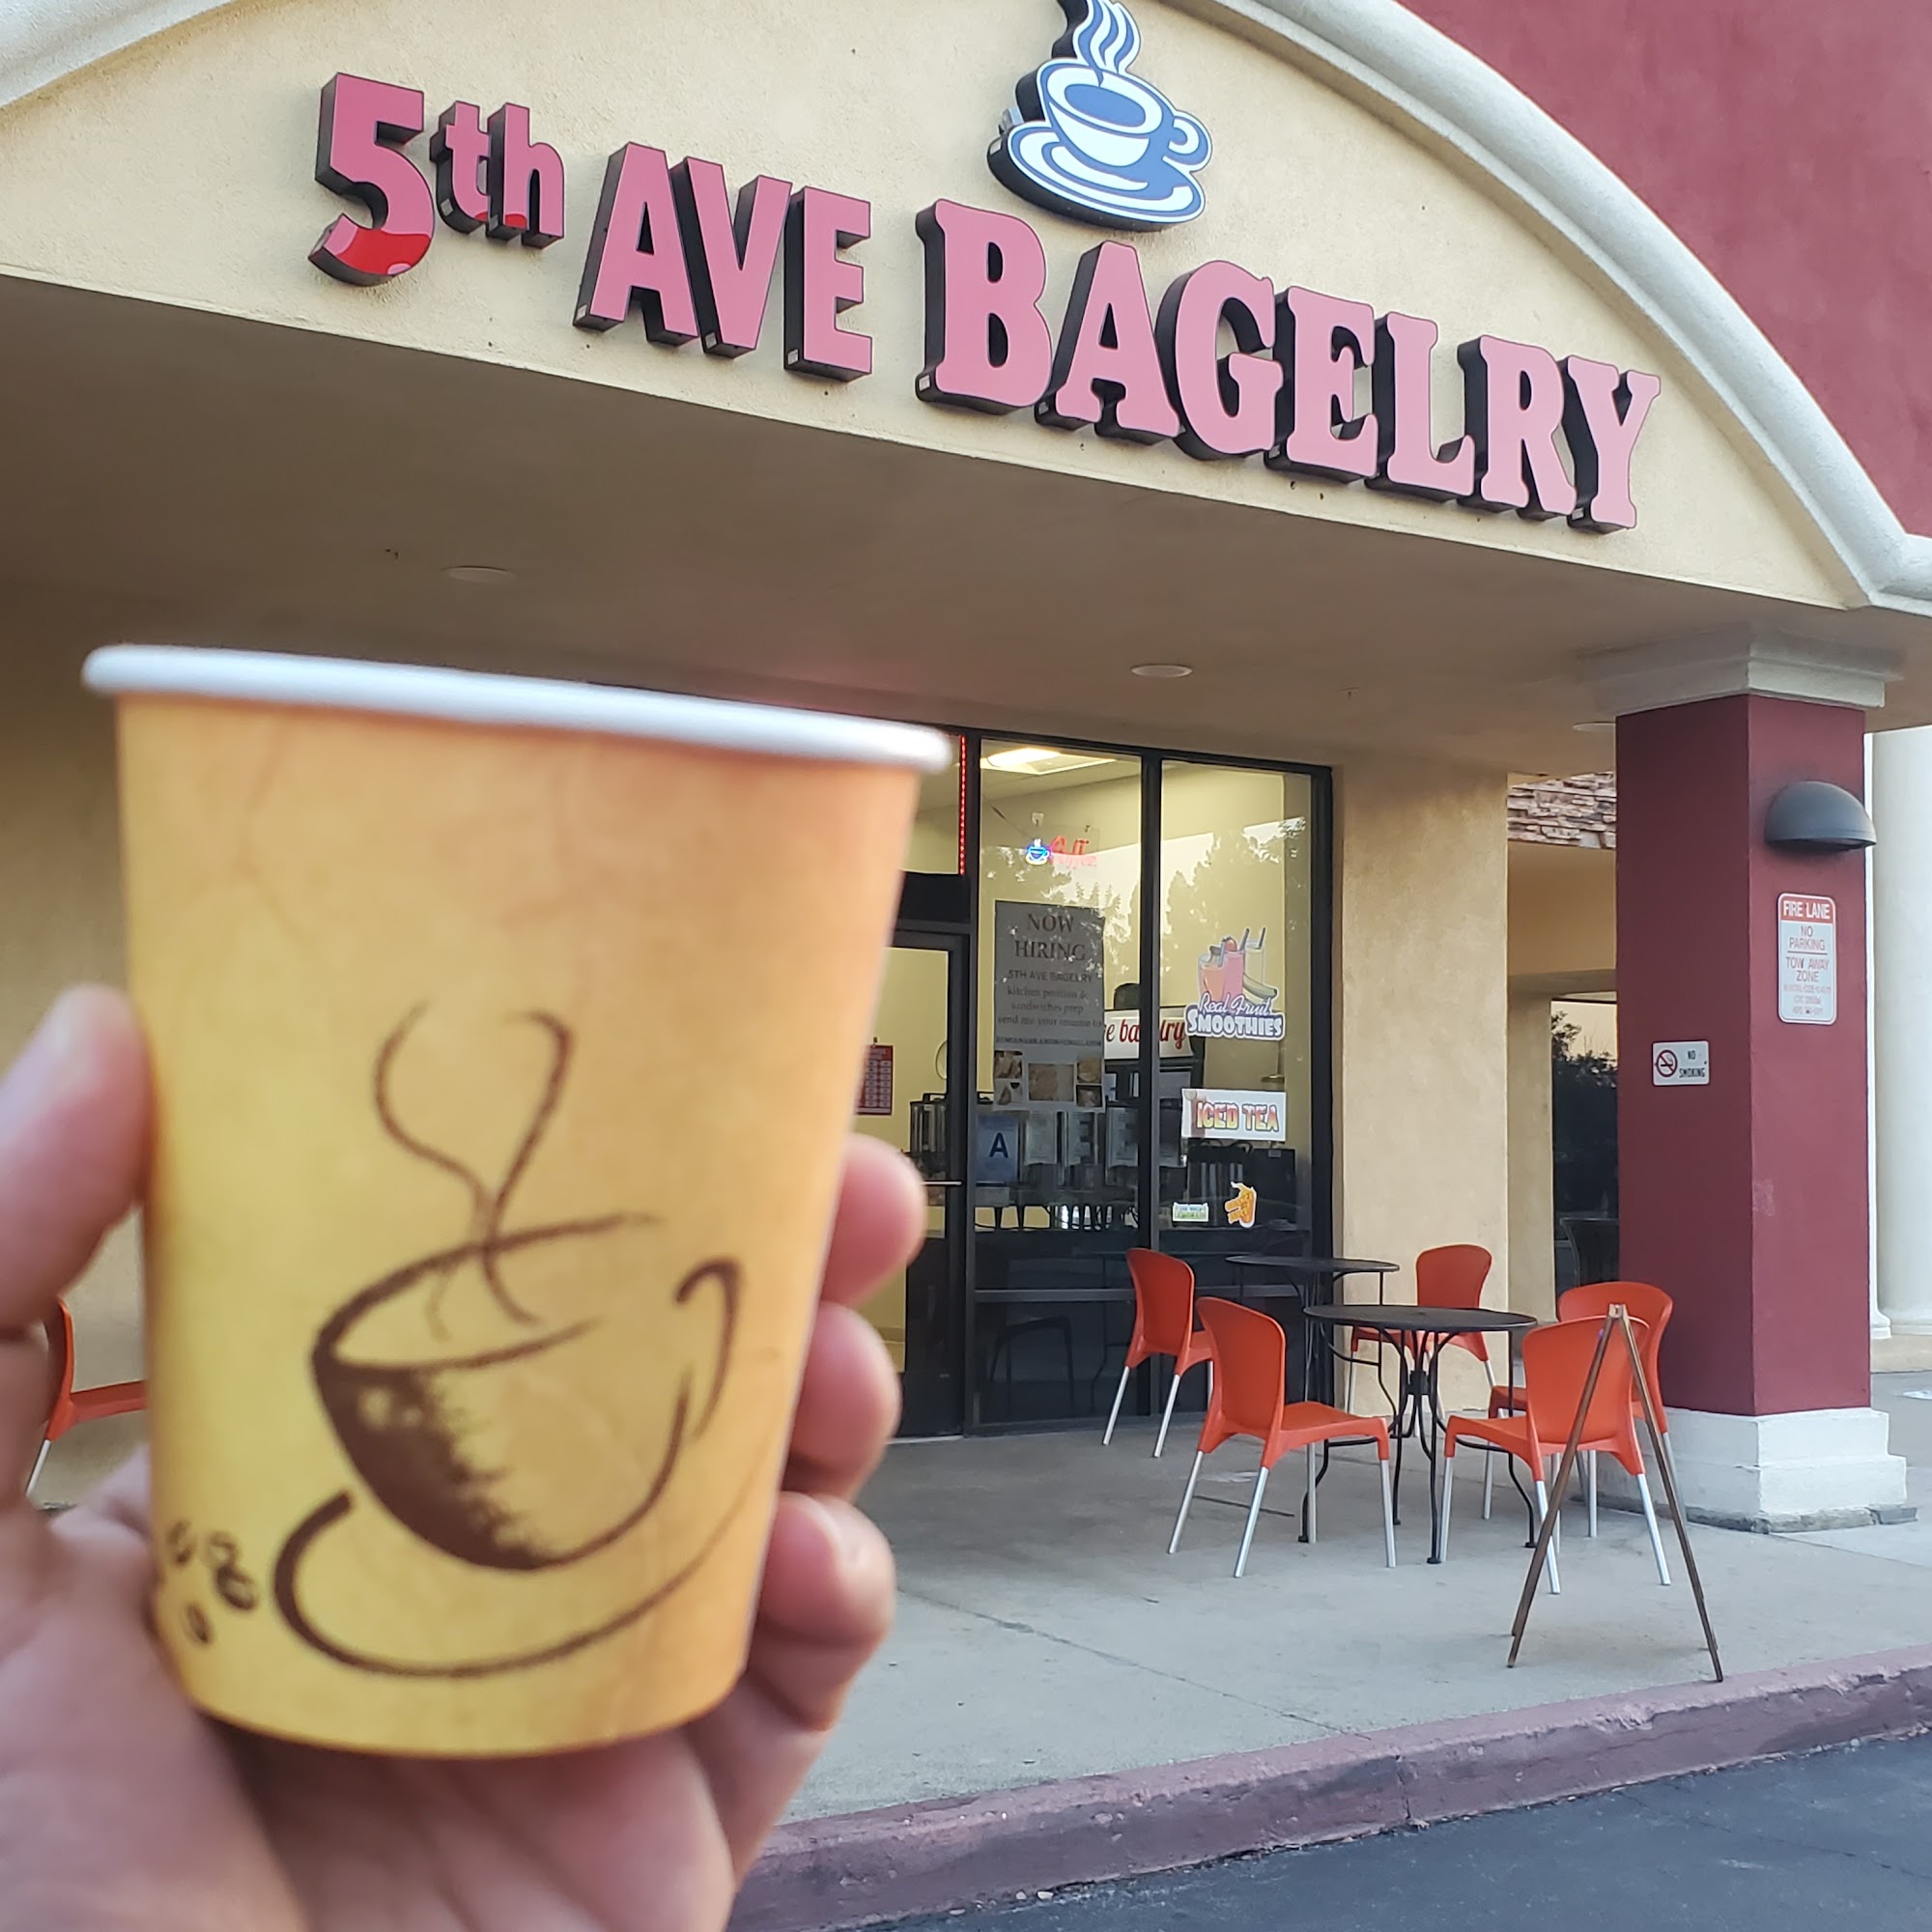 5th AVE BAGELRY
NOW
HIRING
5TH AVE BAGELRY
kitchen position &
sandwiches prep
send me your resume to
Real Fruit
SMOOTHIES
ICED TEA
A
FIRE LANE
NO
PARKING
TOW AWAY
ZONE
NO
SMOKING